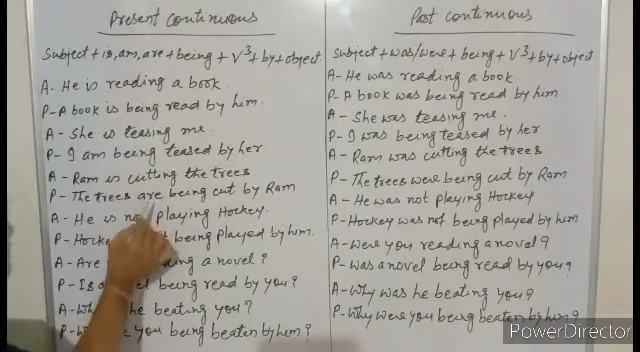 Present continuous
Subject + is, am, are + being + V³ + by + object
A - He is reading a book.
P - A book is being read by him.
A - She is teasing me.
P - I am being teased by her
A - Ram is cutting the trees
P - The trees are being cut by Ram
A - He is playing Hockey.
P - being played by him.
A - Are a novel?
P - being read by you?
A - he beating you?
P - you being beaten by him?
Past continuous
Subject + was/were + being + V³ + by + object
A - He was reading a book.
P - A book was being read by him
A - She was teasing me.
P - I was being teased by her
A - Ram was cutting the trees
P - The trees were being cut by Ram
A - He was not playing Hockey
P - Hockey was not being played by him
A - Were you reading a novel?
P - Was a novel being read by you?
A - Why was he beating you?
P - Why were you being beaten by him?
PowerDirector